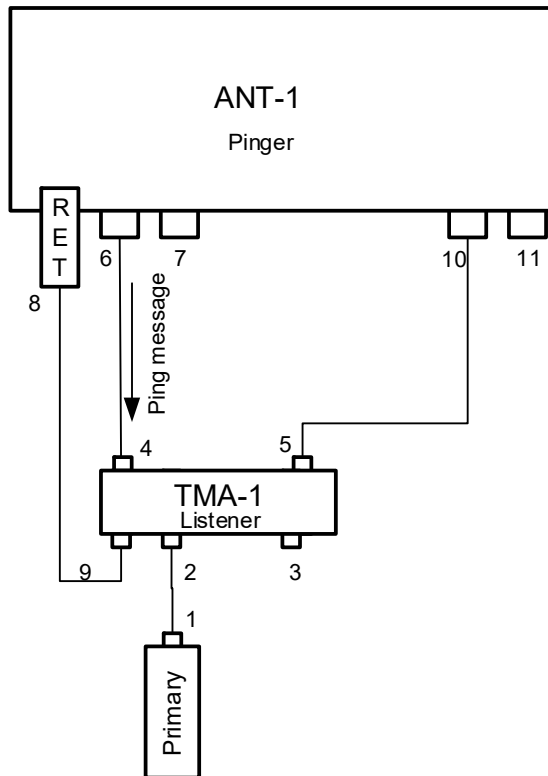 ANT-1
Pinger
RET
6
7
10
11
8
Ping message
4
5
TMA-1
Listener
9
2
3
1
Primary